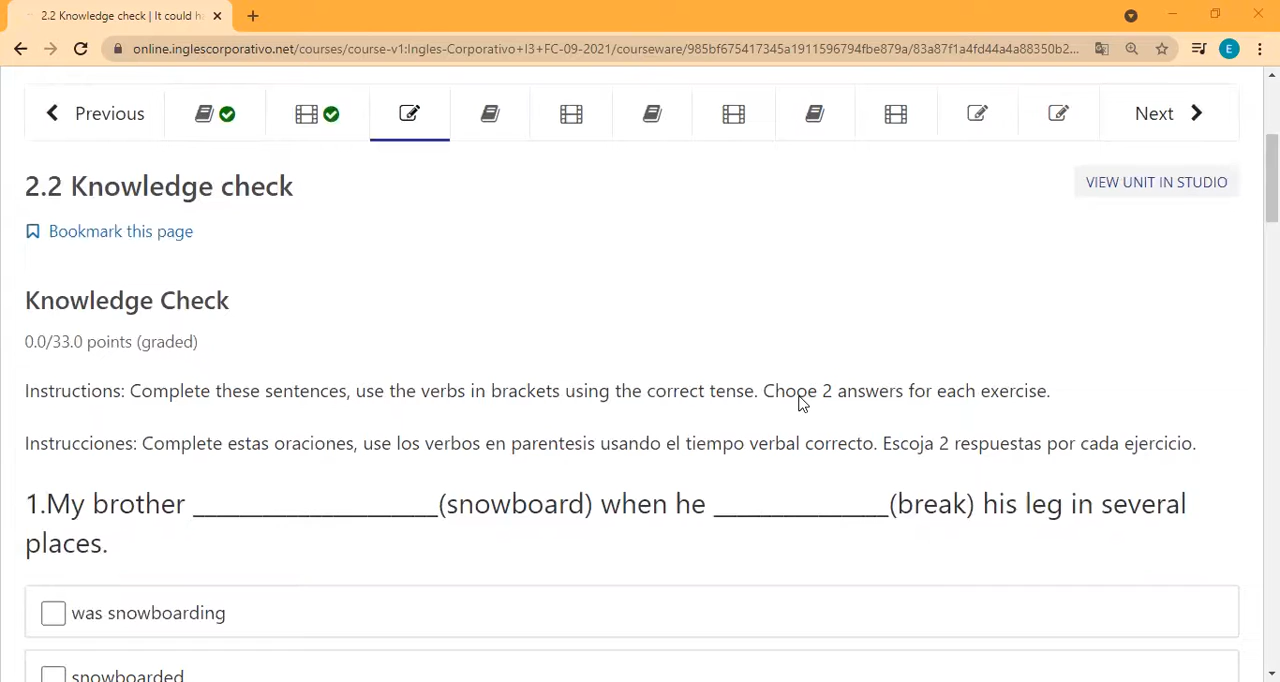 2.2 Knowledge check | It could h
online.inglescorporativo.net/courses/course-v1:Ingles-Corporativo+I3+FC-09-2021/courseware/985bf675417345a1911596794fbe879a/83a87f1a4fd44a4a88350b2...
E
Previous
Next
2.2 Knowledge check
VIEW UNIT IN STUDIO
Bookmark this page
Knowledge Check
0.0/33.0 points (graded)
Instructions: Complete these sentences, use the verbs in brackets using the correct tense. Chooe 2 answers for each exercise.
Instrucciones: Complete estas oraciones, use los verbos en parentesis usando el tiempo verbal correcto. Escoja 2 respuestas por cada ejercicio.
1.My brother _____________________(snowboard) when he _______________(break) his leg in several
places.
was snowboarding
snowboarded